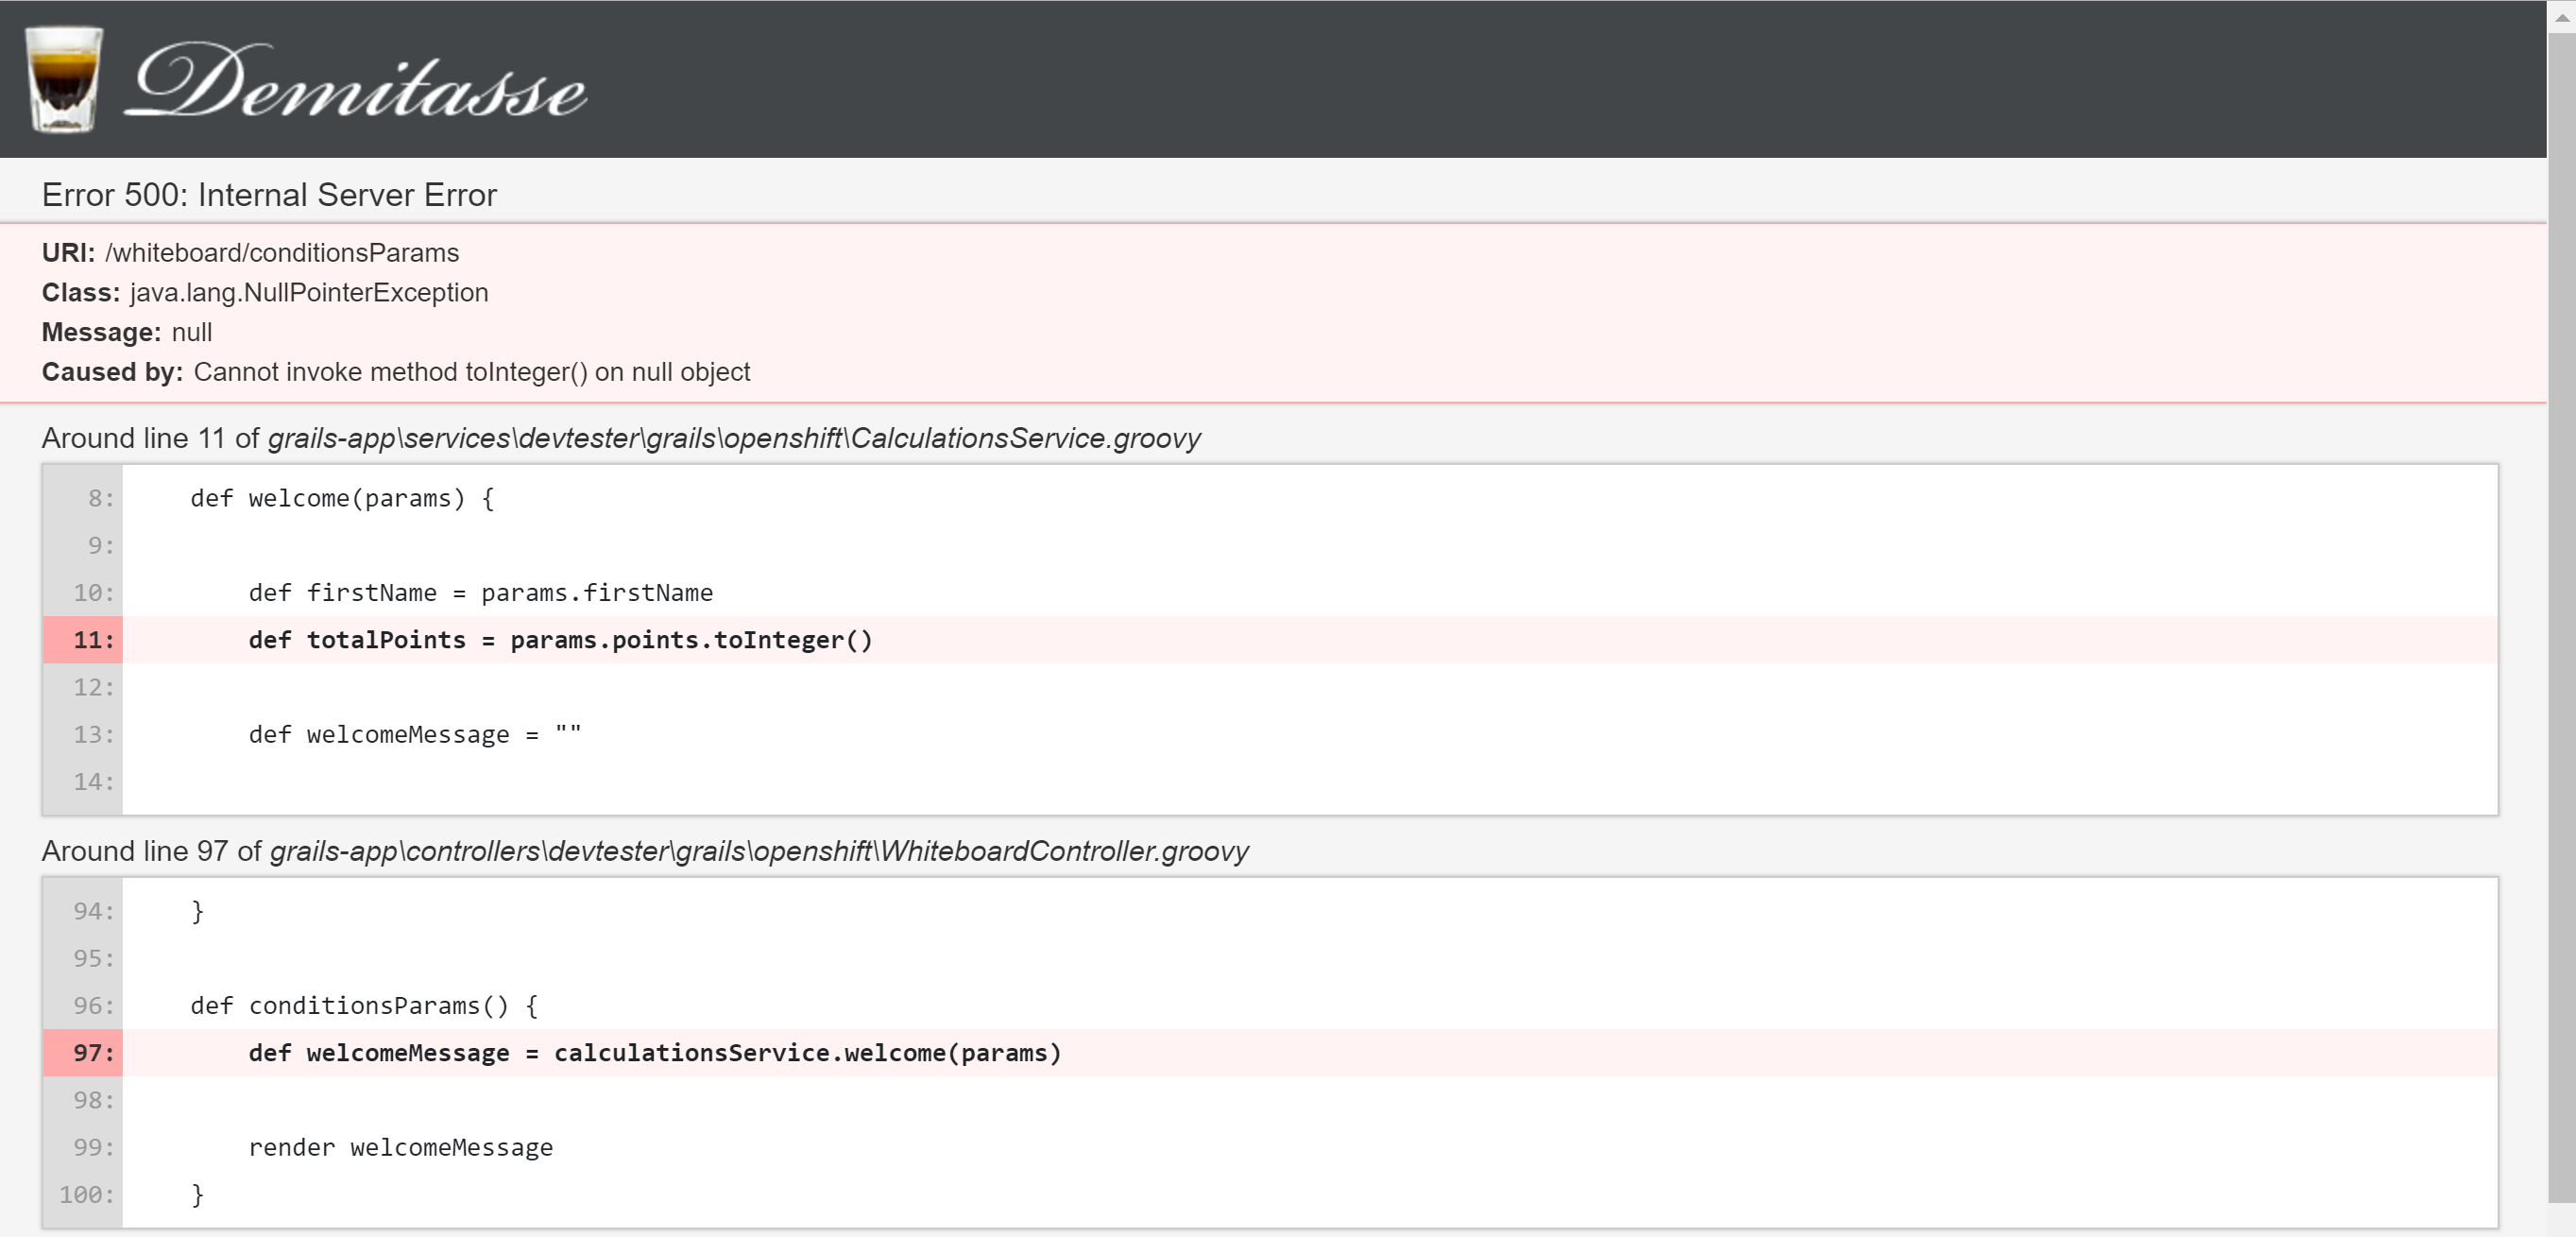 Demitasse
Error 500: Internal Server Error
URI: /whiteboard/conditionsParams
Class: java.lang.NullPointerException
Message: null
Caused by: Cannot invoke method toInteger() on null object
Around line 11 of grails-app\services\devtester\grails\openshift\CalculationsService.groovy
8:     def welcome(params) {
9:
10:         def firstName = params.firstName
11:         def totalPoints = params.points.toInteger()
12:
13:         def welcomeMessage = ""
14:
Around line 97 of grails-app\controllers\devtester\grails\openshift\WhiteboardController.groovy
94:     }
95:
96:     def conditionsParams() {
97:         def welcomeMessage = calculationsService.welcome(params)
98:
99:         render welcomeMessage
100:     }